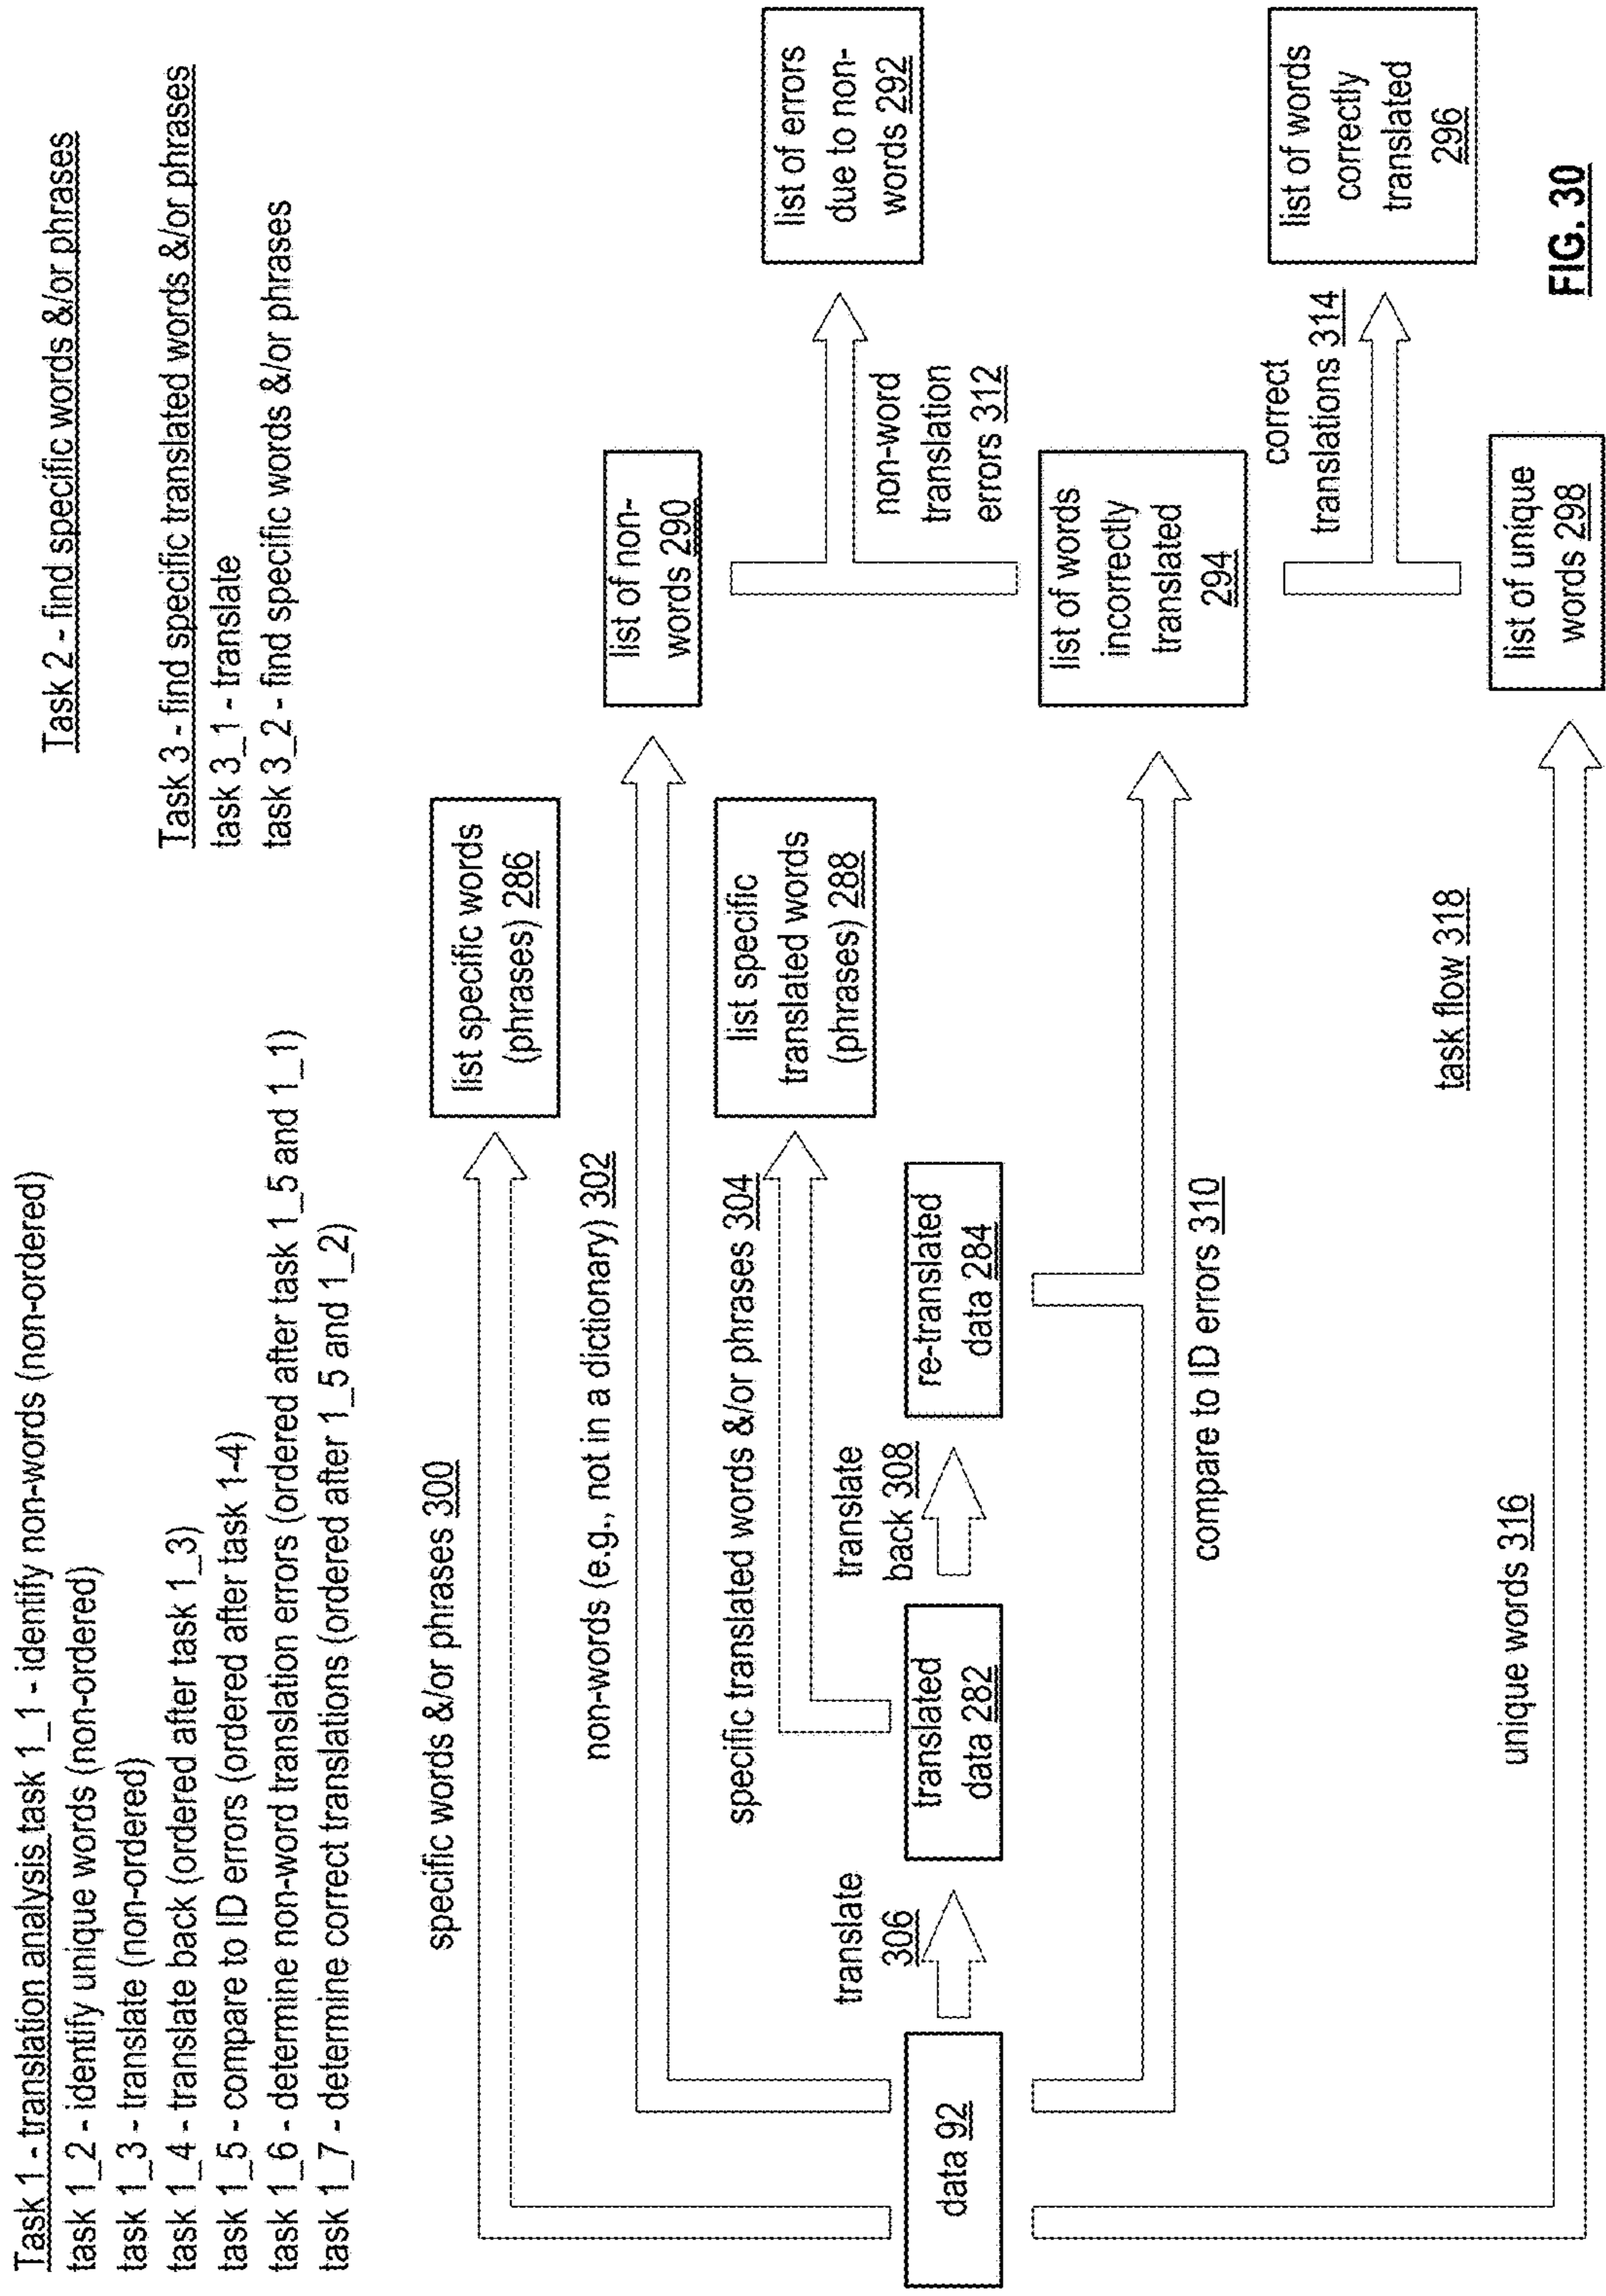 Task 1 - translation analysis task 1_1 - identify non-words (non-ordered)
task 1_2 - identify unique words (non-ordered)
task 1_3 - translate (non-ordered)
task 1_4 - translate back (ordered after task 1_3)
task 1_5 - compare to ID errors (ordered after task 1-4)
task 1_6 - determine non-word translation errors (ordered after task 1_5 and 1_1)
task 1_7 - determine correct translations (ordered after 1_5 and 1_2)
Task 2 - find specific words &/or phrases
Task 3 - find specific translated words &/or phrases
task 3_1 - translate
task 3_2 - find specific words &/or phrases
specific words &/or phrases 300
list specific words
(phrases) 286
non-words (e.g., not in a dictionary) 302
list of non-
words 290
specific translated words &/or phrases 304
list specific
translated words
(phrases) 288
list of errors
due to non-
words 292
non-word
translation
errors 312
data 92
translate
306
translated
data 282
translate
back 308
re-translated
data 284
compare to ID errors 310
list of words
incorrectly
translated
294
correct
translations 314
list of words
correctly
translated
296
unique words 316
task flow 318
list of unique
words 298
FIG. 30